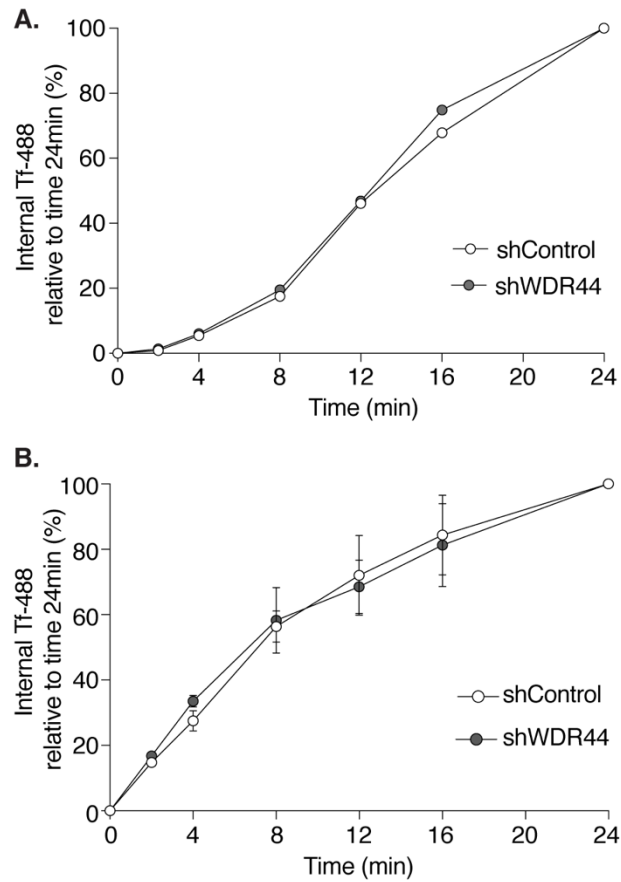 A.
Internal Tf-488
relative to time 24min (%)
100
80
60
40
20
0
shControl
shWDR44
0 4 8 12 16 20 24
Time (min)
B.
Internal Tf-488
relative to time 24min (%)
100
80
60
40
20
0
shControl
shWDR44
0 4 8 12 16 20 24
Time (min)